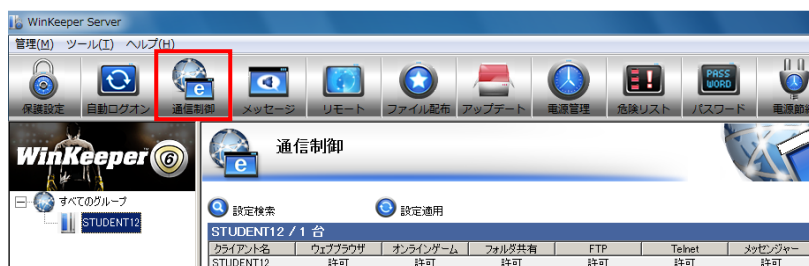 WinKeeper Server
管理(M) ツール(T) ヘルプ(H)
保護設定 自動ログオン 通信制御 メッセージ リモート ファイル配布 アップデート 電源管理 危険リスト パスワード 電源節
PASS WORD
WinKeeper 6
通信制御
すべてのグループ
STUDENT12
設定検索 設定適用
STUDENT12 / 1 台
クライアント名 ウェブブラウザ オンラインゲーム フォルダ共有 FTP Telnet メッセンジャー
STUDENT12 許可 許可 許可 許可 許可 許可